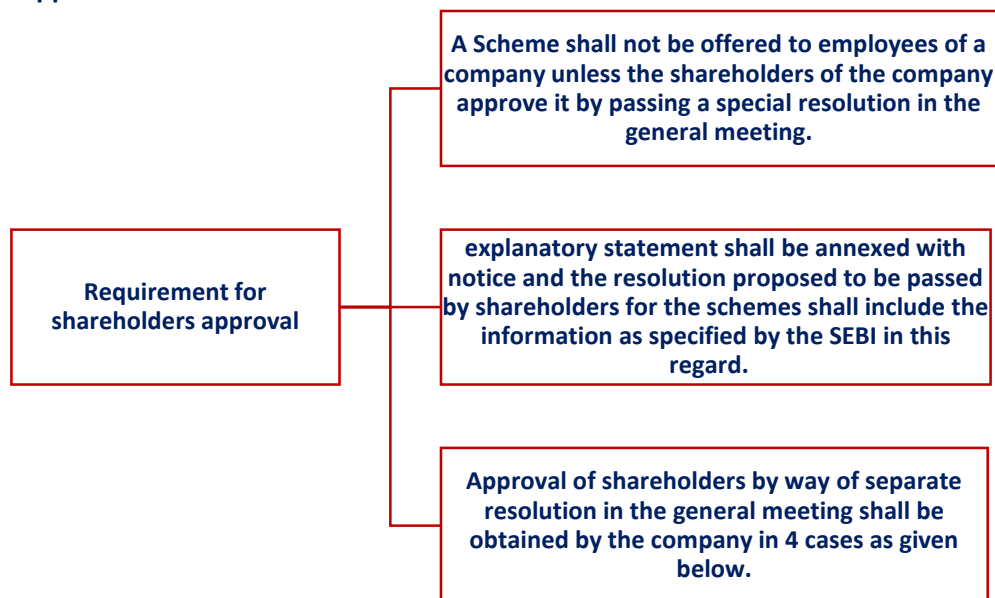 A Scheme shall not be offered to employees of a
company unless the shareholders of the company
approve it by passing a special resolution in the
general meeting.
Requirement for
shareholders approval
explanatory statement shall be annexed with
notice and the resolution proposed to be passed
by shareholders for the schemes shall include the
information as specified by the SEBI in this
regard.
Approval of shareholders by way of separate
resolution in the general meeting shall be
obtained by the company in 4 cases as given
below.